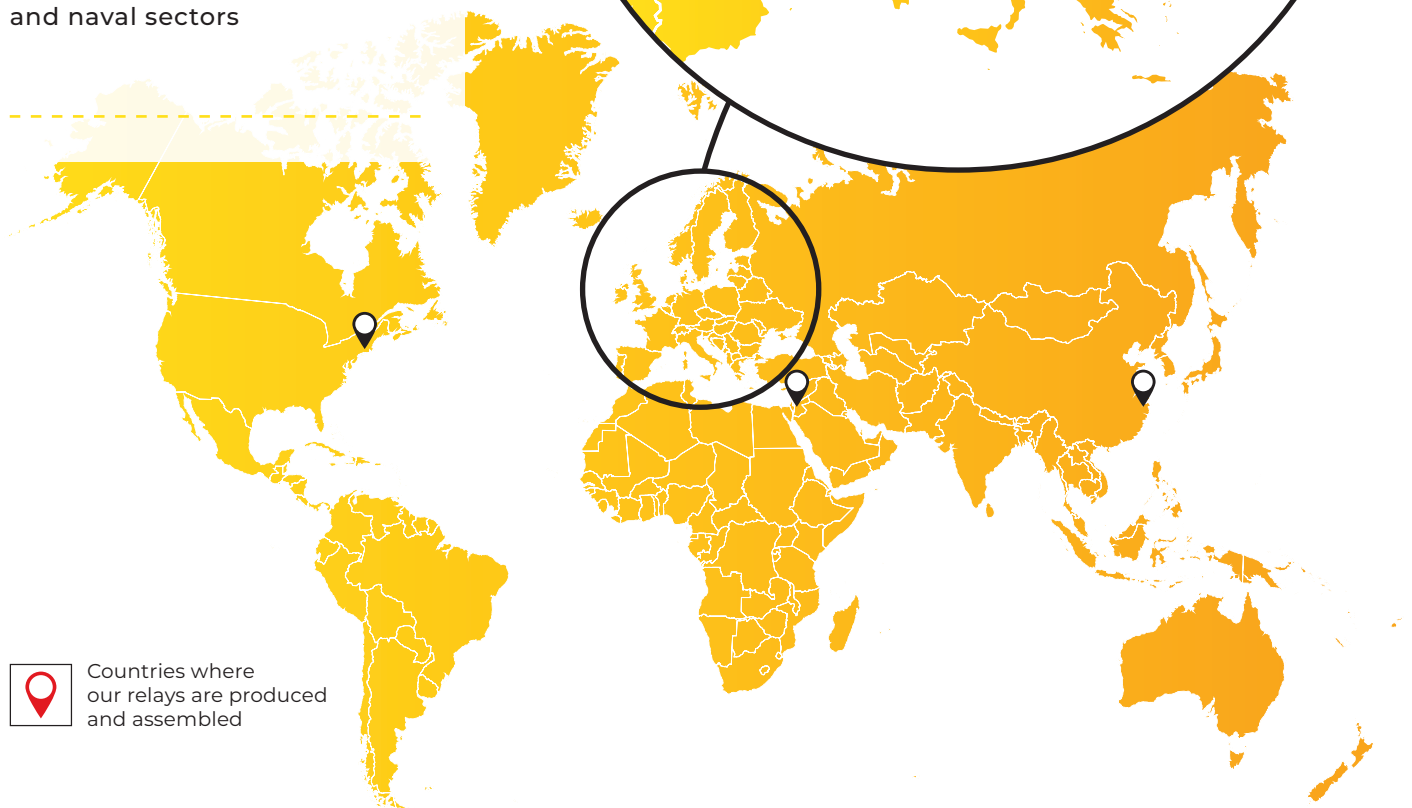 and naval sectors
Countries where
our relays are produced
and assembled